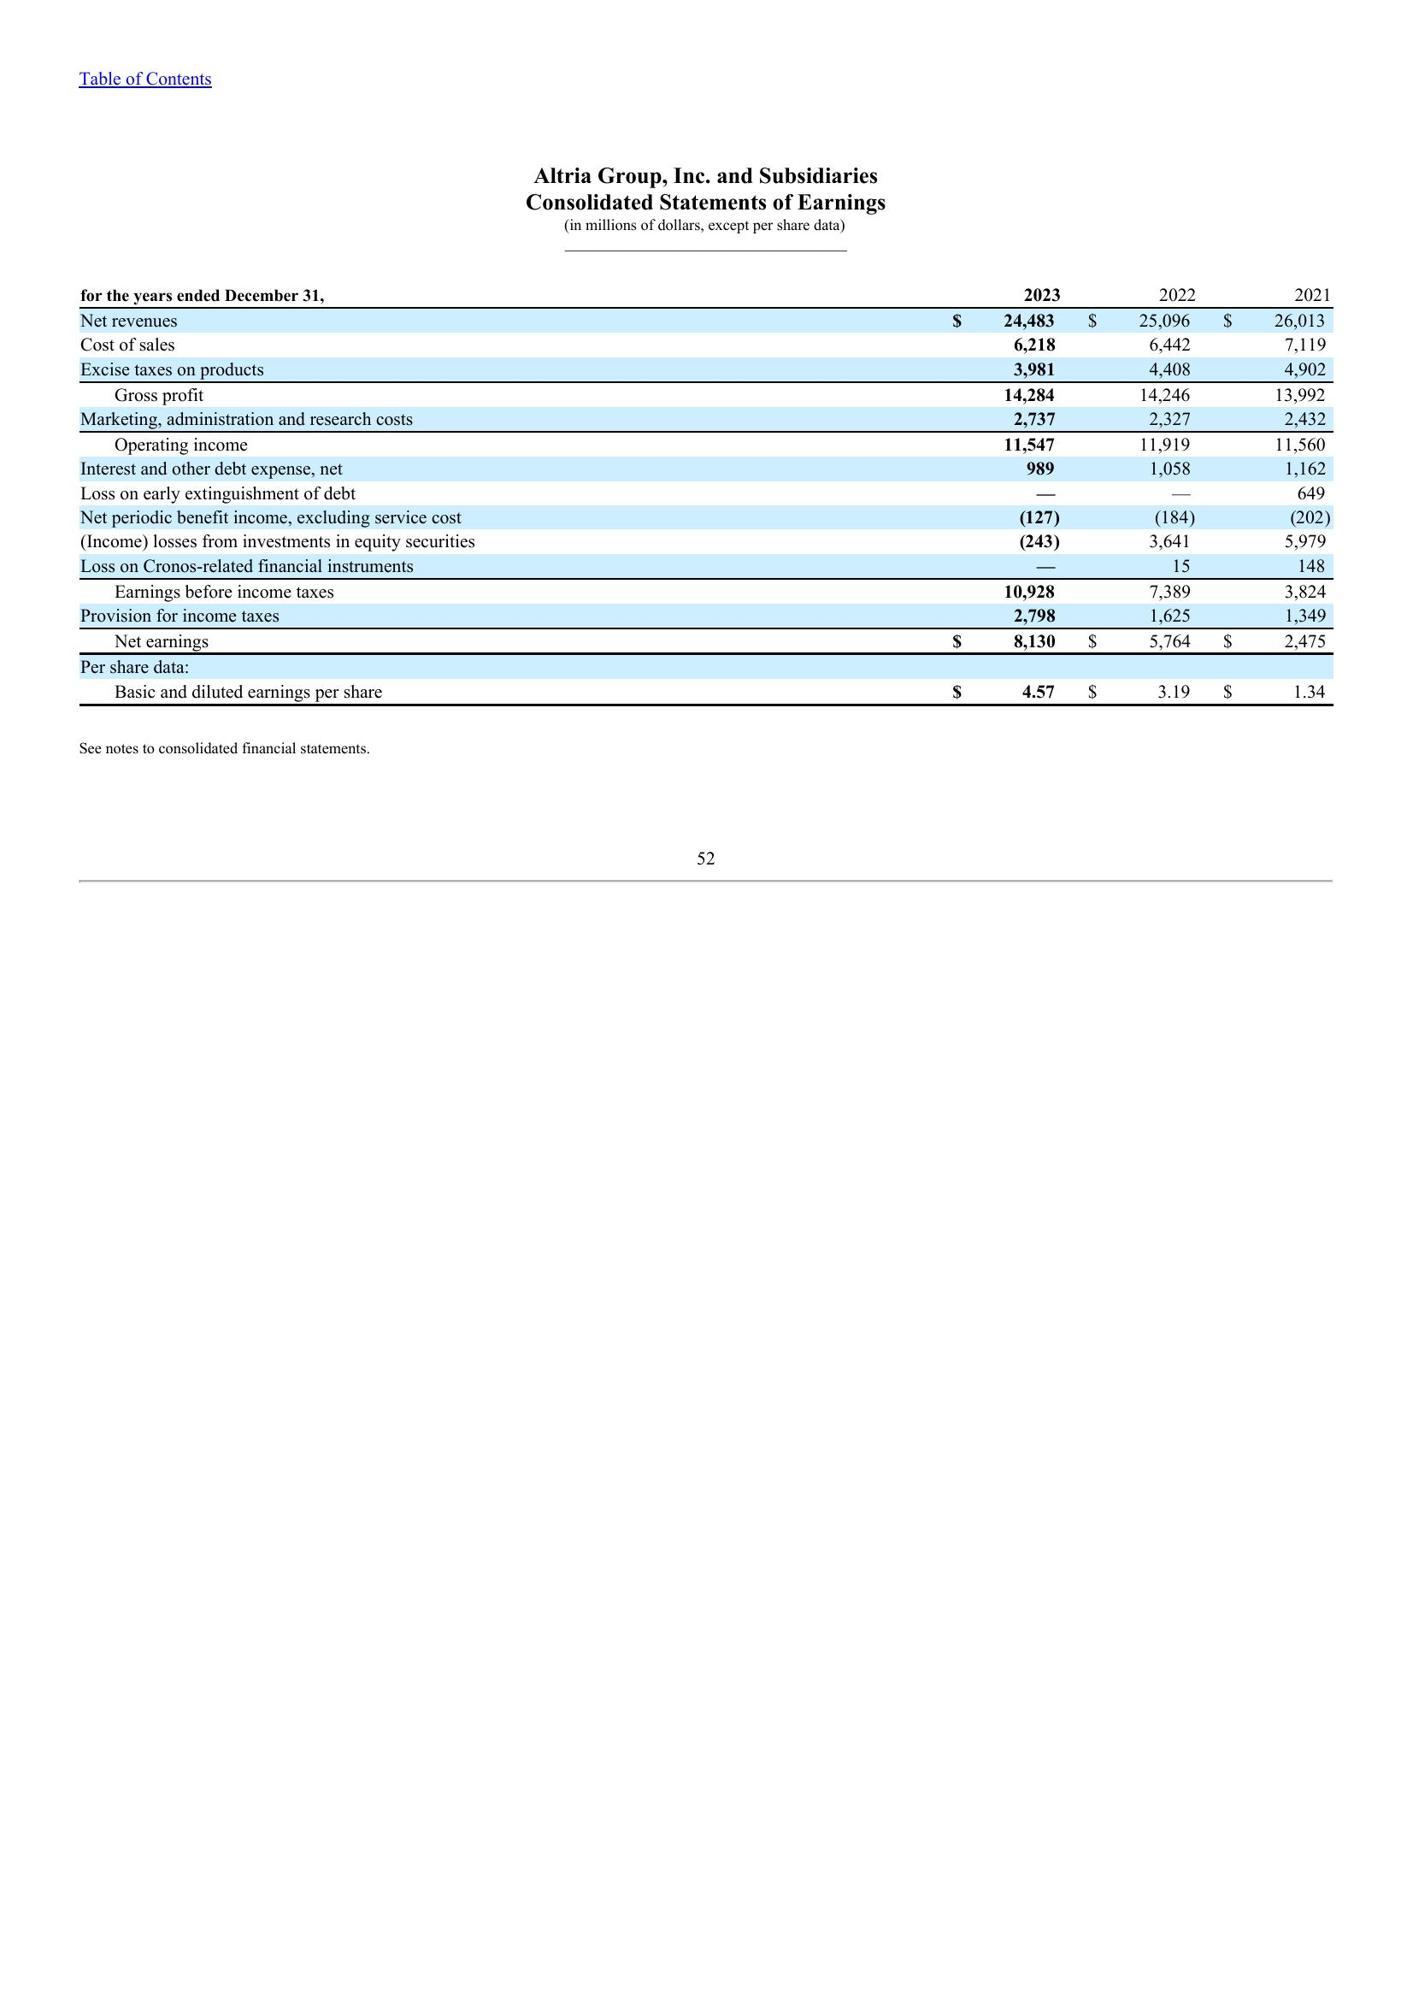 Table of Contents
Altria Group, Inc. and Subsidiaries
Consolidated Statements of Earnings
(in millions of dollars, except per share data)
for the years ended December 31, 2023 2022 2021
Net revenues $ 24,483 $ 25,096 $ 26,013
Cost of sales 6,218 6,442 7,119
Excise taxes on products 3,981 4,408 4,902
Gross profit 14,284 14,246 13,992
Marketing, administration and research costs 2,737 2,327 2,432
Operating income 11,547 11,919 11,560
Interest and other debt expense, net 989 1,058 1,162
Loss on early extinguishment of debt — — 649
Net periodic benefit income, excluding service cost (127) (184) (202)
(Income) losses from investments in equity securities (243) 3,641 5,979
Loss on Cronos-related financial instruments — 15 148
Earnings before income taxes 10,928 7,389 3,824
Provision for income taxes 2,798 1,625 1,349
Net earnings $ 8,130 $ 5,764 $ 2,475
Per share data:
Basic and diluted earnings per share $ 4.57 $ 3.19 $ 1.34
See notes to consolidated financial statements.
52